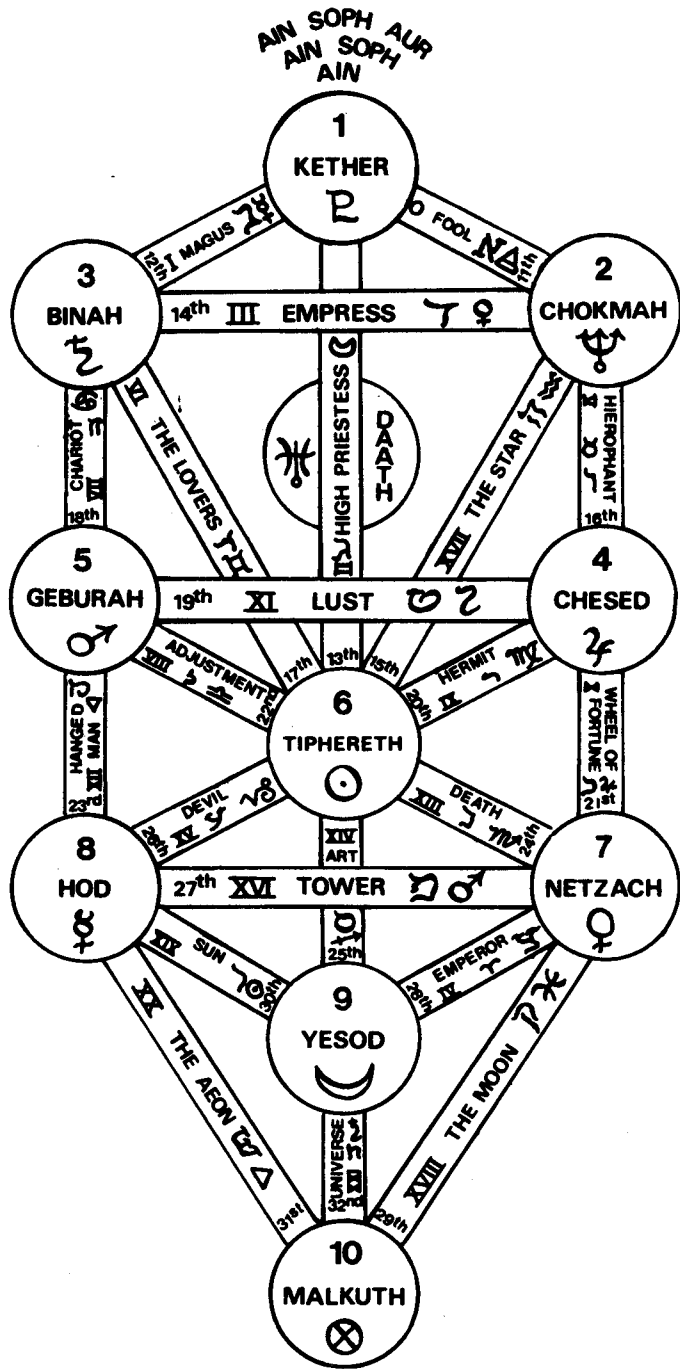 AIN SOPH AUR
AIN SOPH
AIN
1
KETHER
♇
12th I MAGUS ☿
0 FOOL 11th
3
BINAH
♄
2
CHOKMAH
♆
14th III EMPRESS ♀
HIGH PRIESTESS II 13th
DAATH
♅
CHARIOT VII 18th
VI THE LOVERS ♊ 17th
XVII THE STAR ♒ 15th
HIEROPHANT V ♉ 16th
5
GEBURAH
♂
4
CHESED
♃
19th XI LUST
ADJUSTMENT VIII ♎ 22nd
HERMIT IX ♍ 20th
6
TIPHERETH
☉
HANGED MAN XII 23rd
WHEEL OF FORTUNE X ♃ 21st
DEVIL XV ♑ 26th
DEATH XIII ♏ 24th
XIV
ART
25th
8
HOD
☿
7
NETZACH
♀
27th XVI TOWER ♂
SUN XIX ☉ 30th
EMPEROR IV 28th
9
YESOD
☾
XX THE AEON 31st
XVIII THE MOON ♓ 29th
UNIVERSE XXI ♄ 32nd
10
MALKUTH
⊗